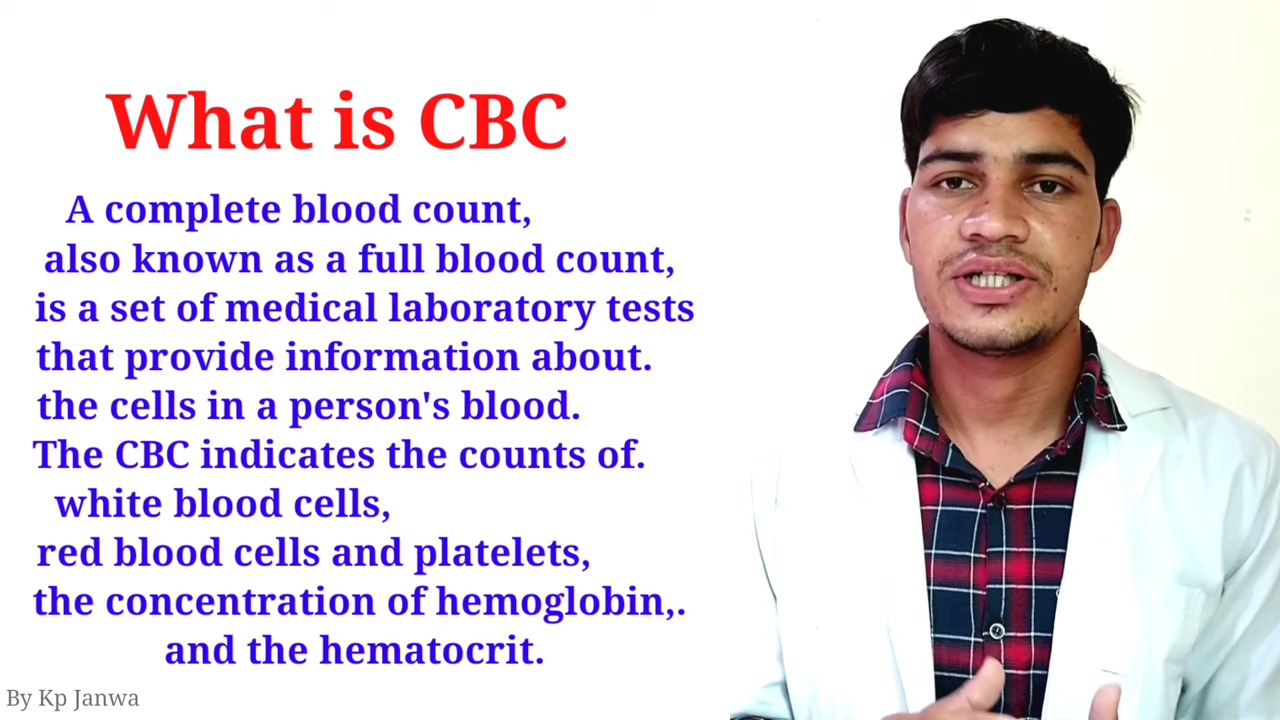 What is CBC
A complete blood count,
also known as a full blood count,
is a set of medical laboratory tests
that provide information about.
the cells in a person's blood.
The CBC indicates the counts of.
white blood cells,
red blood cells and platelets,
the concentration of hemoglobin,.
and the hematocrit.
By Kp Janwa